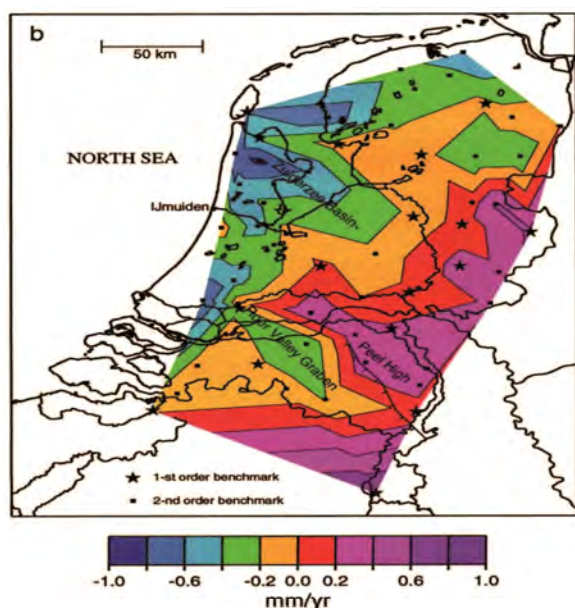 b
50 km
NORTH SEA
Zuiderzee Basin
IJmuiden
Roer Valley Graben
Peel High
1-st order benchmark
2-nd order benchmark
-1.0 -0.6 -0.2 0.0 0.2 0.6 1.0
mm/yr